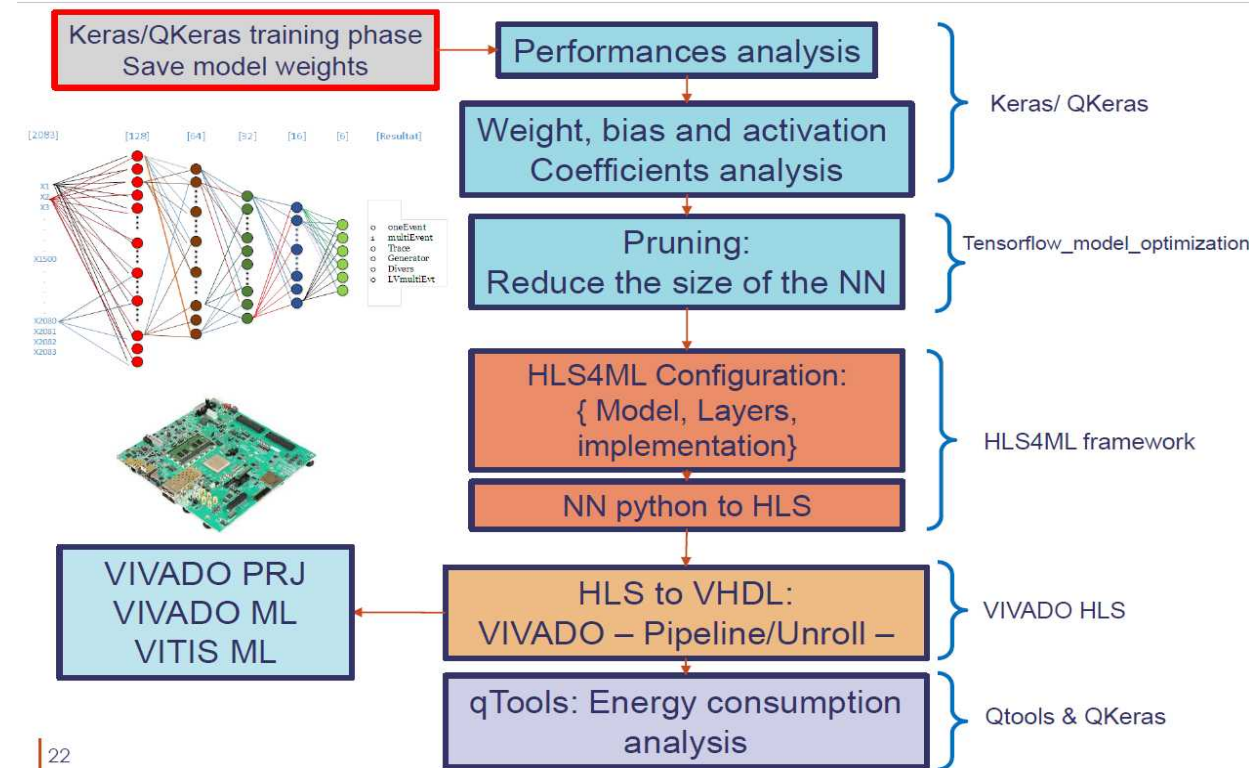 Keras/QKeras training phase
Save model weights
Performances analysis
Keras/ QKeras
Weight, bias and activation
Coefficients analysis
[2083]
[128]
[64]
[32]
[16]
[6]
[Resultat]
X1
X2
X3
X1500
X2080
X2081
X2082
X2083
oneEvent
multiEvent
Trace
Generator
Divers
LVmultiEvt
Pruning:
Reduce the size of the NN
Tensorflow_model_optimization
HLS4ML Configuration:
{ Model, Layers,
implementation}
NN python to HLS
HLS4ML framework
VIVADO PRJ
VIVADO ML
VITIS ML
HLS to VHDL:
VIVADO – Pipeline/Unroll –
VIVADO HLS
qTools: Energy consumption
analysis
Qtools & QKeras
22